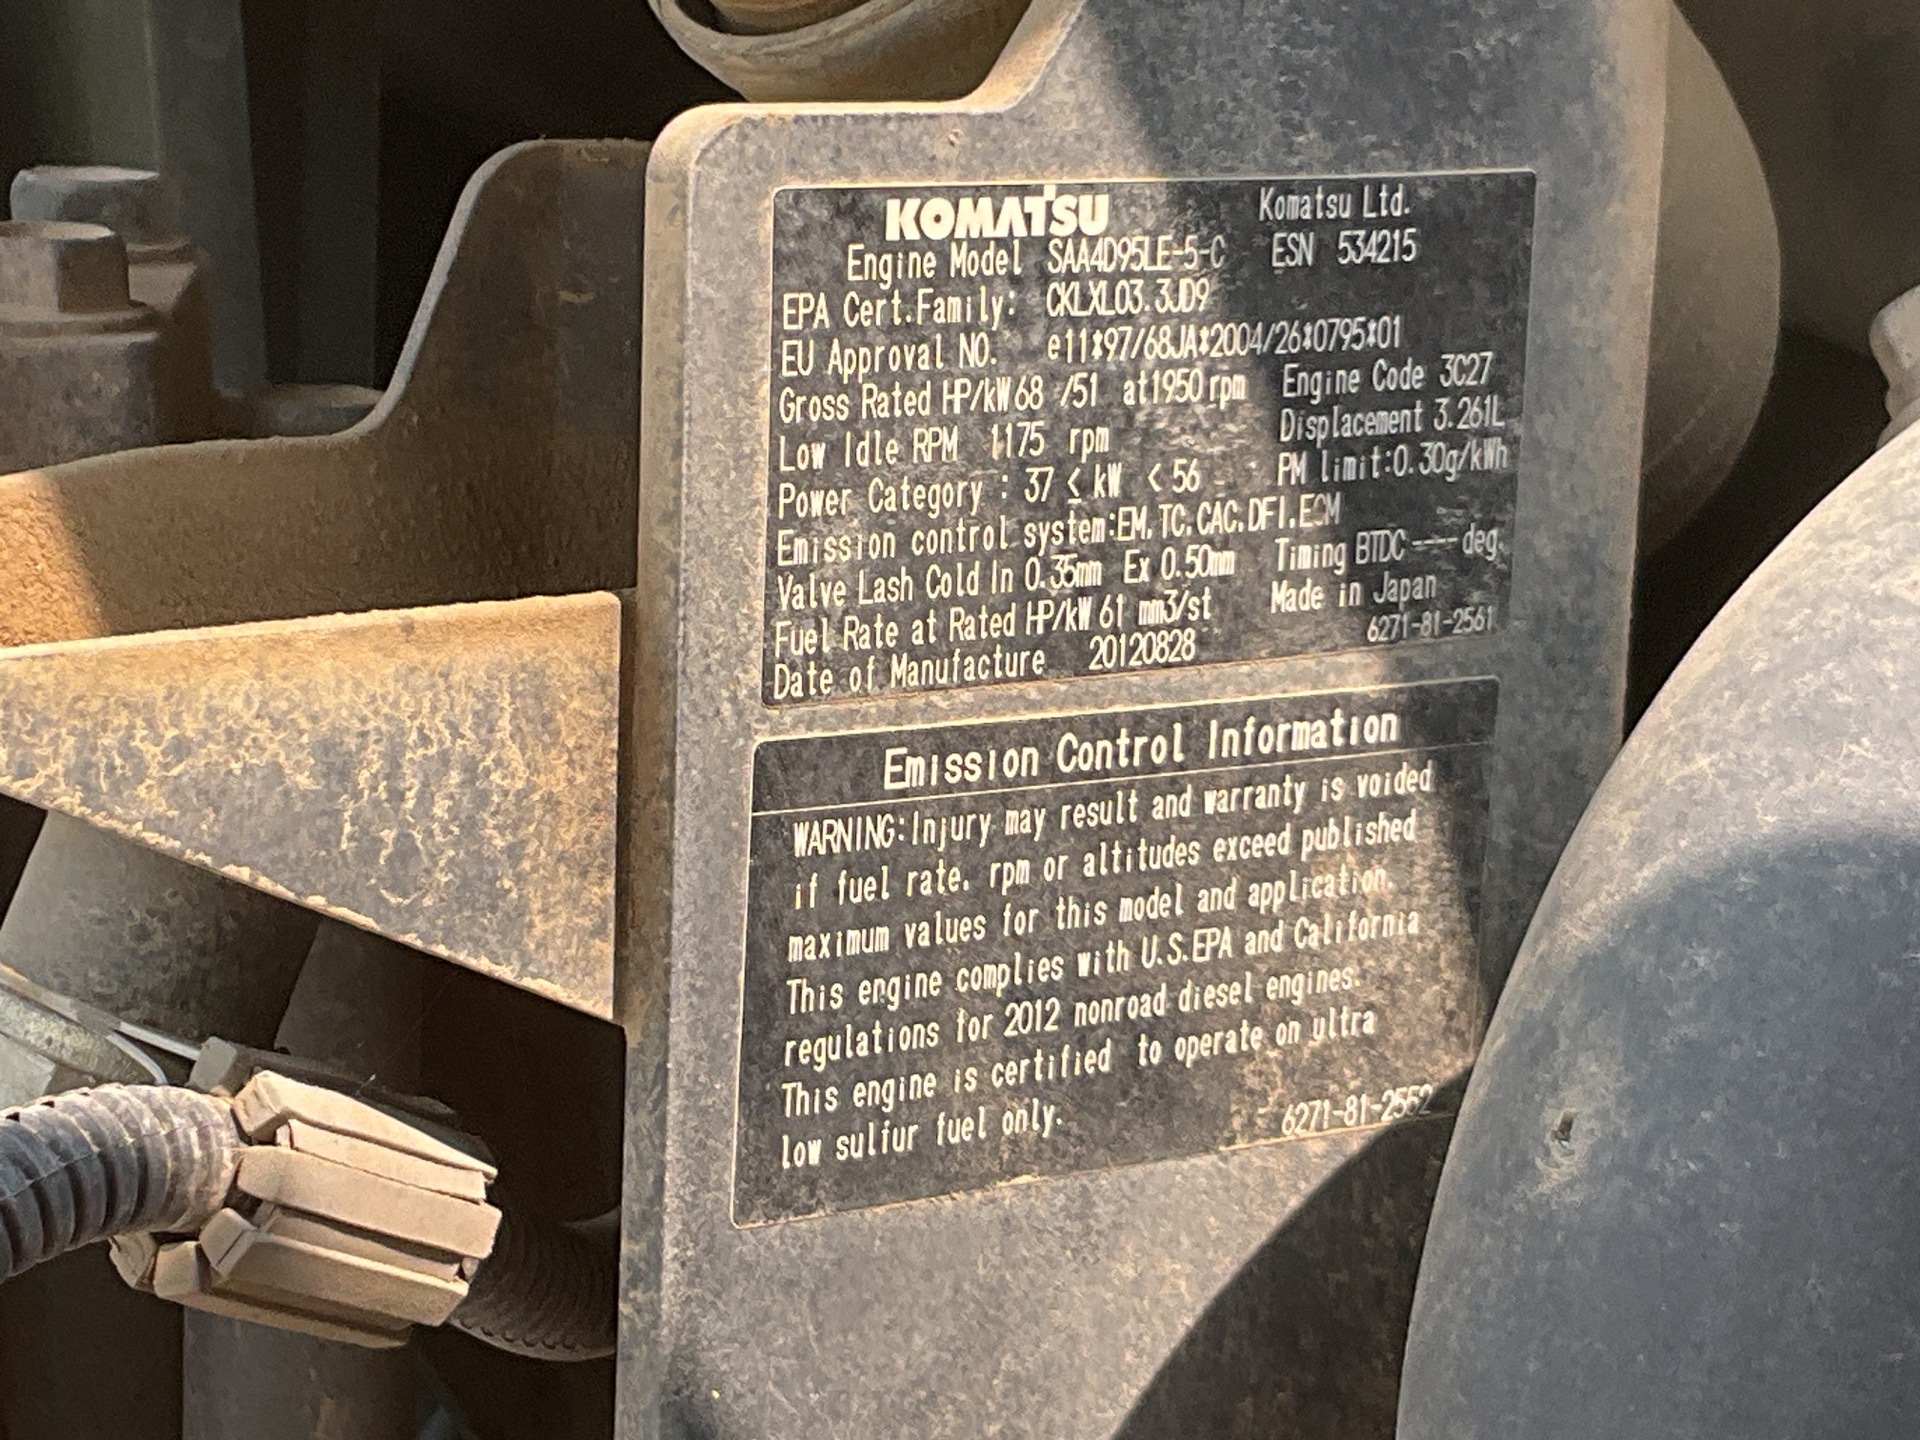 KOMATSU Komatsu Ltd.
Engine Model SAA4D95LE-5-C ESN 534215
EPA Cert.Family: CKLXL03.3JD9
EU Approval NO. e11*97/68JA*2004/26*0795*01
Gross Rated HP/kW 68 /51 at 1950 rpm Engine Code 3C27
Low Idle RPM 1175 rpm Displacement 3.261L
Power Category : 37 ≤ kW < 56 PM limit:0.30g/kWh
Emission control system:EM, TC, CAC, DFI, ECM
Valve Lash Cold In 0.35mm Ex 0.50mm Timing BTDC --- deg.
Fuel Rate at Rated HP/kW 61 mm3/st Made in Japan
Date of Manufacture 20120828 6271-81-2561
Emission Control Information
WARNING:Injury may result and warranty is voided
if fuel rate, rpm or altitudes exceed published
maximum values for this model and application.
This engine complies with U.S.EPA and California
regulations for 2012 nonroad diesel engines.
This engine is certified to operate on ultra
low sulfur fuel only.
6271-81-2552